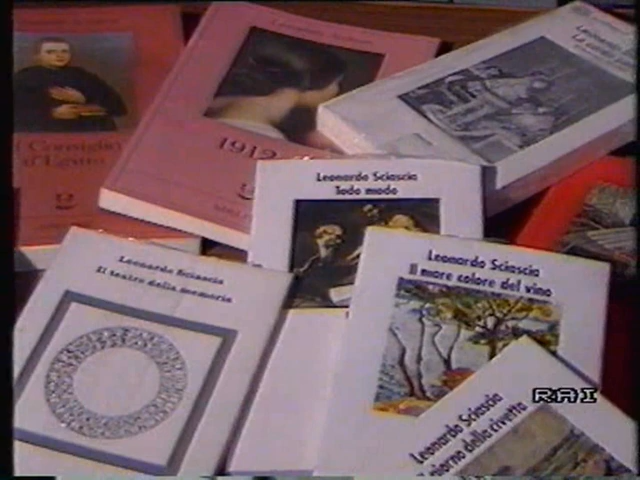 Consiglio
d'Egitto
1912
Leonardo
Leonardo Sciascia
Todo modo
Leonardo Sciascia
Il teatro della memoria
Leonardo Sciascia
Il mare colore del vino
Leonardo Sciascia
giorno della civetta
RAI